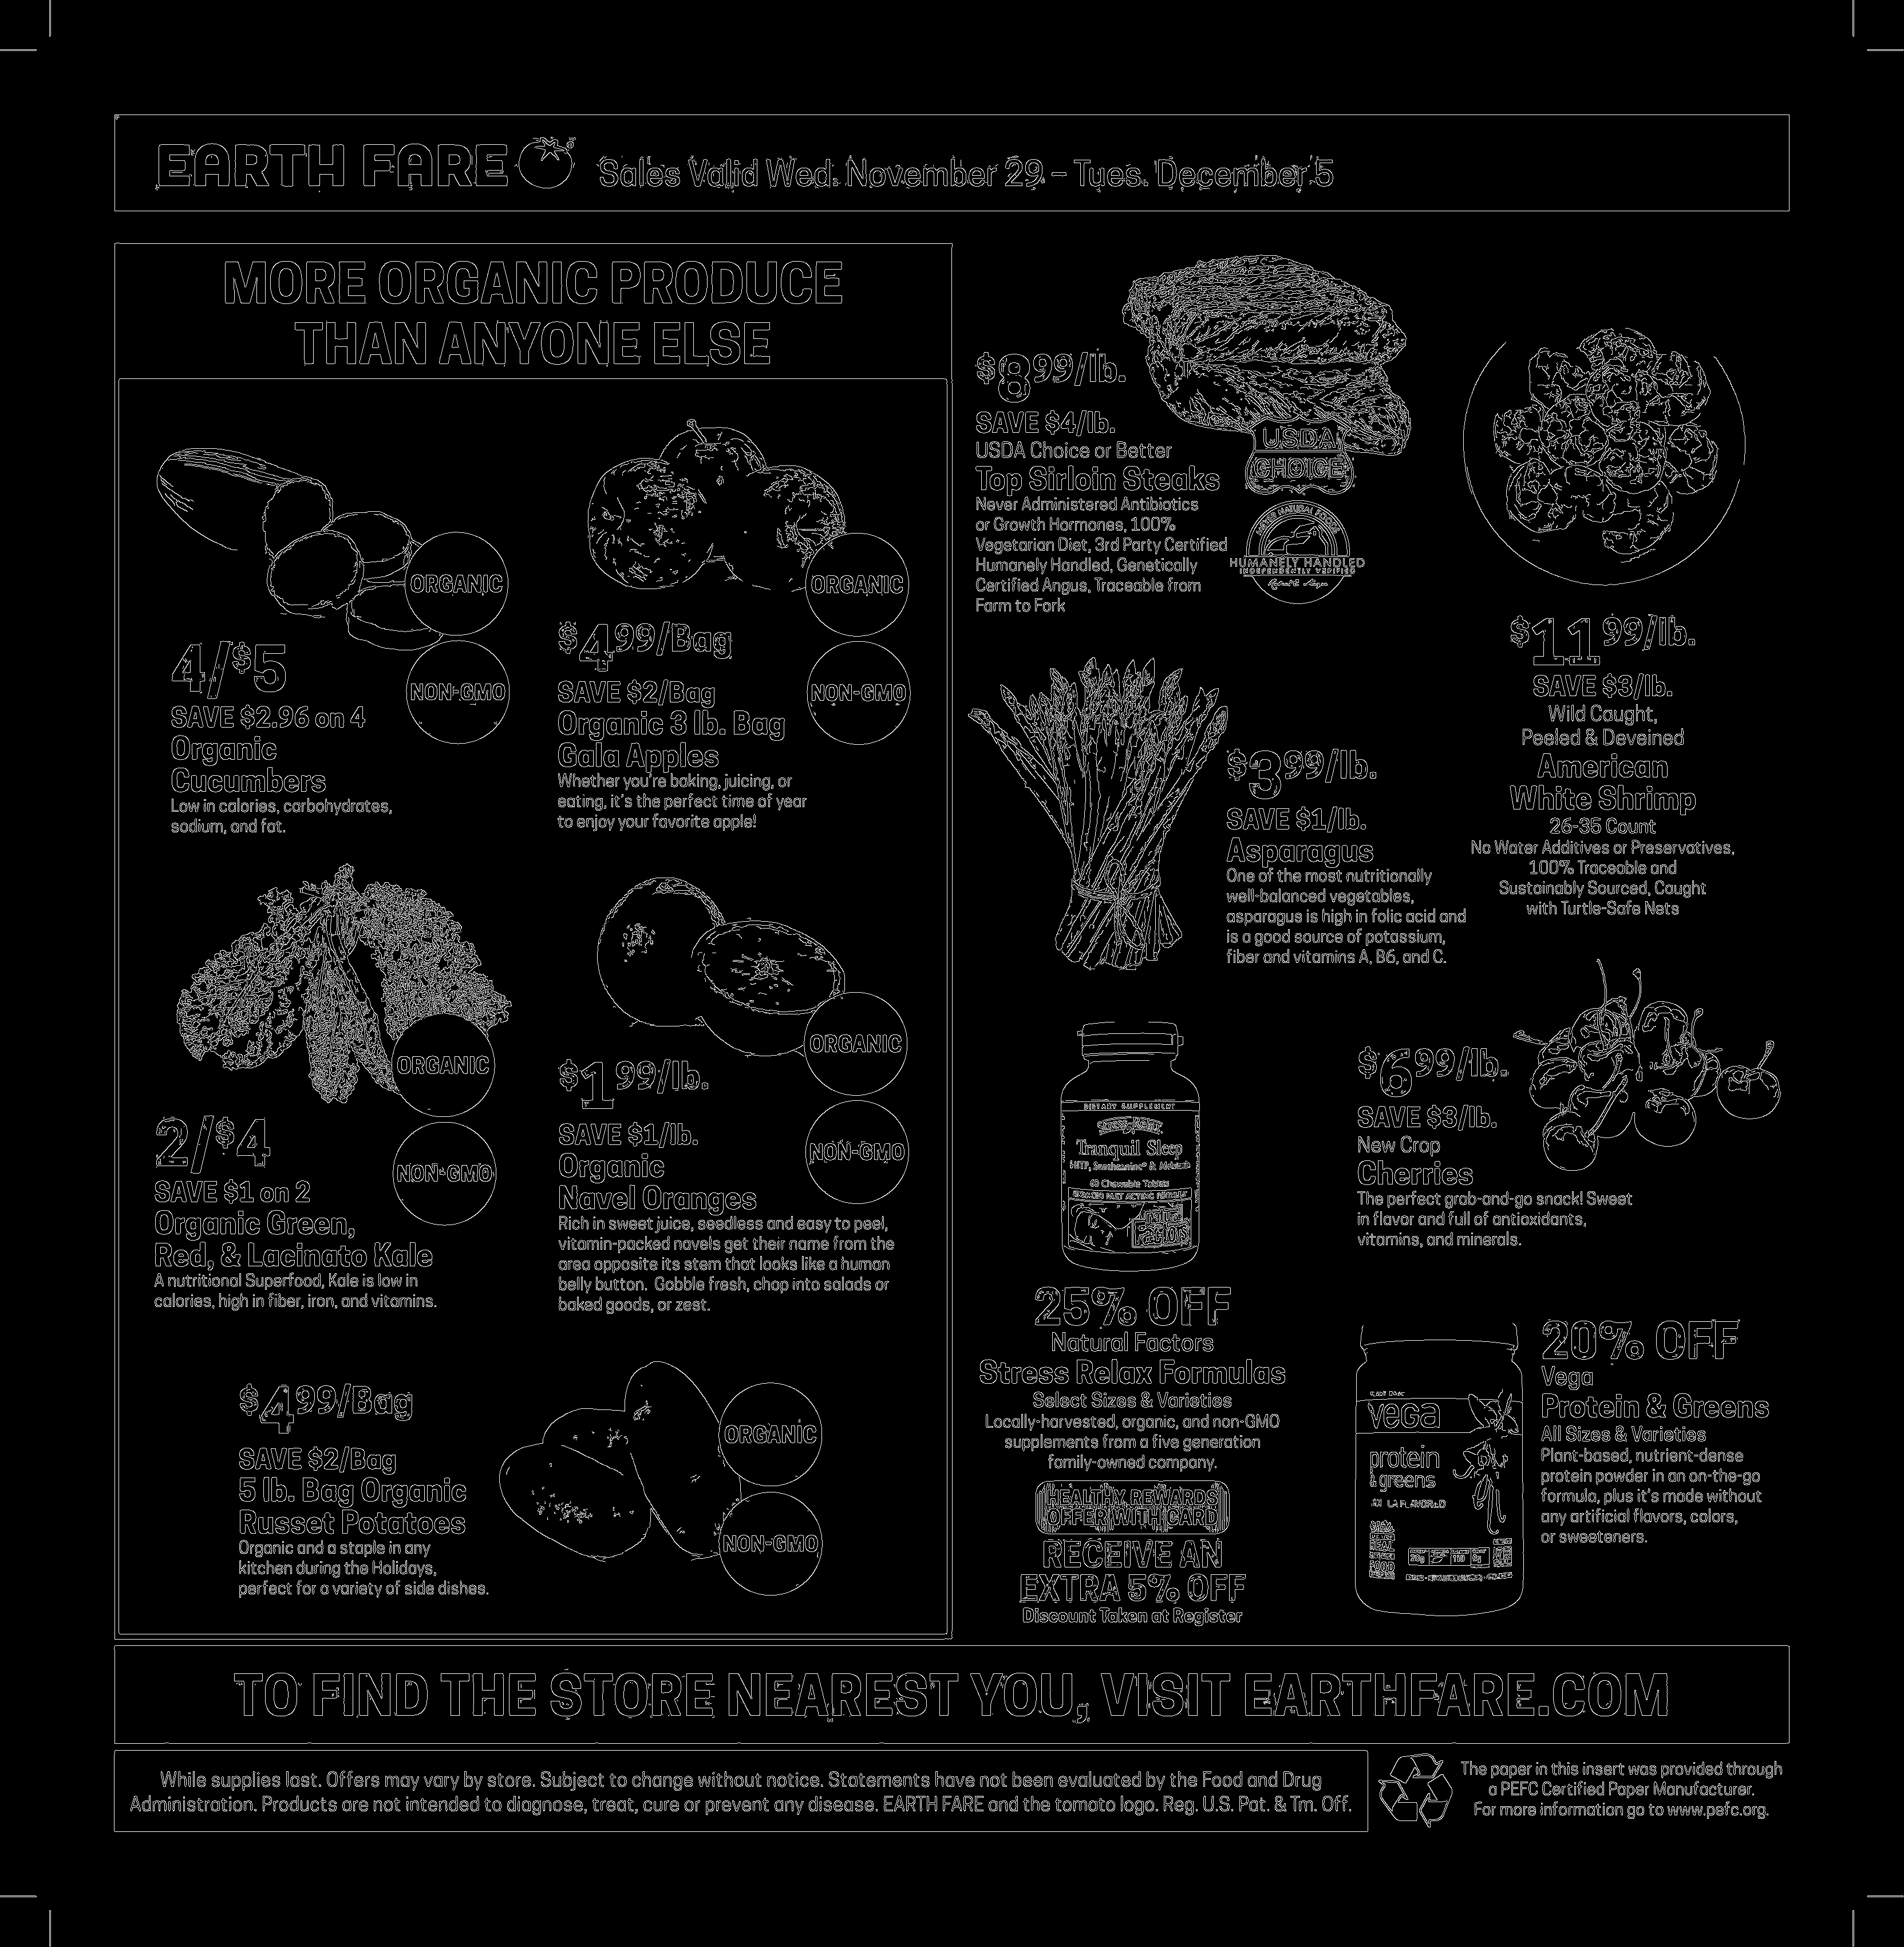 EARTH FARE Sales Valid Wed. November 29 – Tues. December 5
MORE ORGANIC PRODUCE
THAN ANYONE ELSE
ORGANIC
NON-GMO
4/$5
SAVE $2.96 on 4
Organic
Cucumbers
Low in calories, carbohydrates,
sodium, and fat.
ORGANIC
NON-GMO
$499/Bag
SAVE $2/Bag
Organic 3 lb. Bag
Gala Apples
Whether you're baking, juicing, or
eating, it's the perfect time of year
to enjoy your favorite apple!
ORGANIC
NON-GMO
2/$4
SAVE $1 on 2
Organic Green,
Red, & Lacinato Kale
A nutritional Superfood, Kale is low in
calories, high in fiber, iron, and vitamins.
ORGANIC
NON-GMO
$199/lb.
SAVE $1/lb.
Organic
Navel Oranges
Rich in sweet juice, seedless and easy to peel,
vitamin-packed navels get their name from the
area opposite its stem that looks like a human
belly button. Gobble fresh, chop into salads or
baked goods, or zest.
$499/Bag
SAVE $2/Bag
5 lb. Bag Organic
Russet Potatoes
Organic and a staple in any
kitchen during the Holidays,
perfect for a variety of side dishes.
ORGANIC
NON-GMO
$899/lb.
SAVE $4/lb.
USDA Choice or Better
Top Sirloin Steaks
Never Administered Antibiotics
or Growth Hormones, 100%
Vegetarian Diet, 3rd Party Certified
Humanely Handled, Genetically
Certified Angus, Traceable from
Farm to Fork
USDA
CHOICE
HUMANELY HANDLED
INDEPENDENTLY VERIFIED
$1199/lb.
SAVE $3/lb.
Wild Caught,
Peeled & Deveined
American
White Shrimp
26-35 Count
No Water Additives or Preservatives,
100% Traceable and
Sustainably Sourced, Caught
with Turtle-Safe Nets
$399/lb.
SAVE $1/lb.
Asparagus
One of the most nutritionally
well-balanced vegetables,
asparagus is high in folic acid and
is a good source of potassium,
fiber and vitamins A, B6, and C.
$699/lb.
SAVE $3/lb.
New Crop
Cherries
The perfect grab-and-go snack! Sweet
in flavor and full of antioxidants,
vitamins, and minerals.
DIETARY SUPPLEMENT
Stress-Relax
Tranquil Sleep
60 Chewable Tablets
natural
factors
25% OFF
Natural Factors
Stress Relax Formulas
Select Sizes & Varieties
Locally-harvested, organic, and non-GMO
supplements from a five generation
family-owned company.
HEALTHY REWARDS
OFFER WITH CARD
RECEIVE AN
EXTRA 5% OFF
Discount Taken at Register
vega
protein
& greens
20% OFF
Vega
Protein & Greens
All Sizes & Varieties
Plant-based, nutrient-dense
protein powder in an on-the-go
formula, plus it's made without
any artificial flavors, colors,
or sweeteners.
TO FIND THE STORE NEAREST YOU, VISIT EARTHFARE.COM
While supplies last. Offers may vary by store. Subject to change without notice. Statements have not been evaluated by the Food and Drug
Administration. Products are not intended to diagnose, treat, cure or prevent any disease. EARTH FARE and the tomato logo. Reg. U.S. Pat. & Tm. Off.
The paper in this insert was provided through
a PEFC Certified Paper Manufacturer.
For more information go to www.pefc.org.